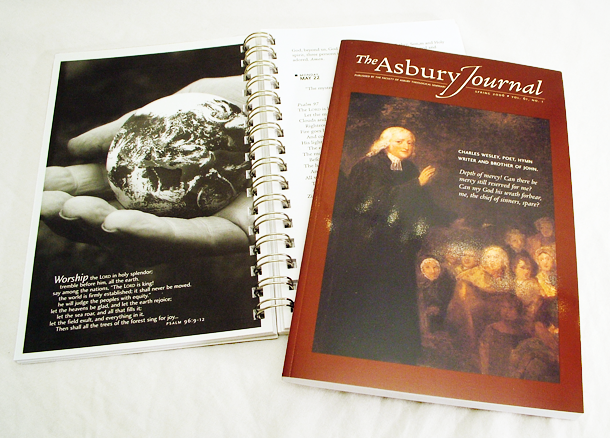 Worship the LORD in holy splendor;
tremble before him, all the earth.
say among the nations, "The LORD is king!
the world is firmly established; it shall never be moved.
he will judge the peoples with equity."
let the heavens be glad, and let the earth rejoice;
let the sea roar, and all that fills it;
let the field exult, and everything in it.
Then shall all the trees of the forest sing for joy...
PSALM 96:9-12
MAY 22
Psalm 97
The Asbury Journal
PUBLISHED BY THE FACULTY OF ASBURY THEOLOGICAL SEMINARY
SPRING 2006 VOL. 61, NO. 1
CHARLES WESLEY, POET, HYMN
WRITER AND BROTHER OF JOHN.
Depth of mercy! Can there be
mercy still reserved for me?
Can my God his wrath forbear,
me, the chief of sinners, spare?